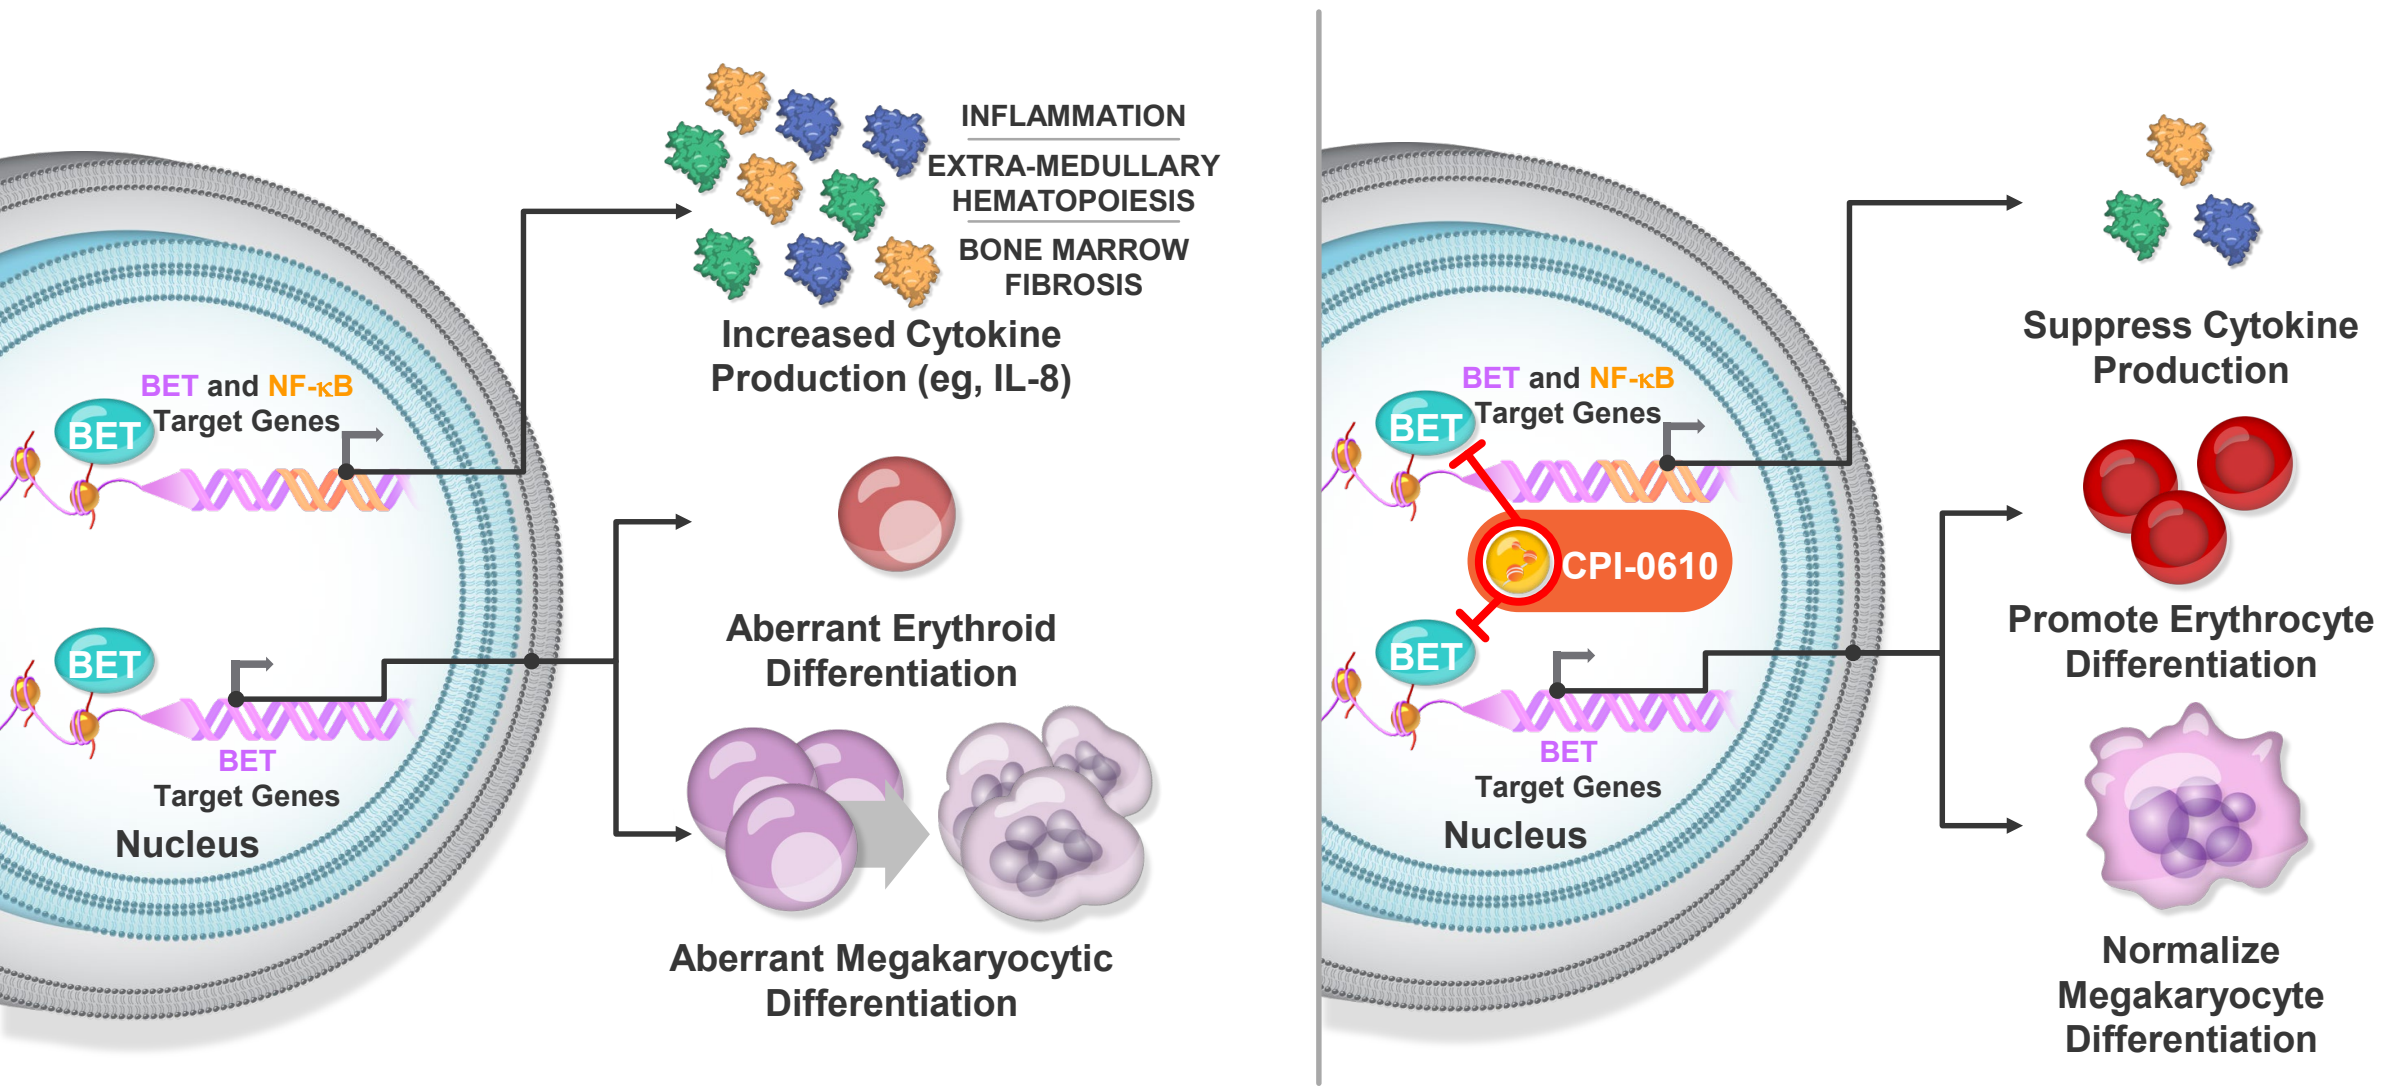 INFLAMMATION
EXTRA-MEDULLARY
HEMATOPOIESIS
BONE MARROW
FIBROSIS
Increased Cytokine
Production (eg, IL-8)
BET and NF-κB
Target Genes
BET
Aberrant Erythroid
Differentiation
BET
BET
Target Genes
Nucleus
Aberrant Megakaryocytic
Differentiation
Suppress Cytokine
Production
BET and NF-κB
Target Genes
BET
CPI-0610
Promote Erythrocyte
Differentiation
BET
BET
Target Genes
Nucleus
Normalize
Megakaryocyte
Differentiation